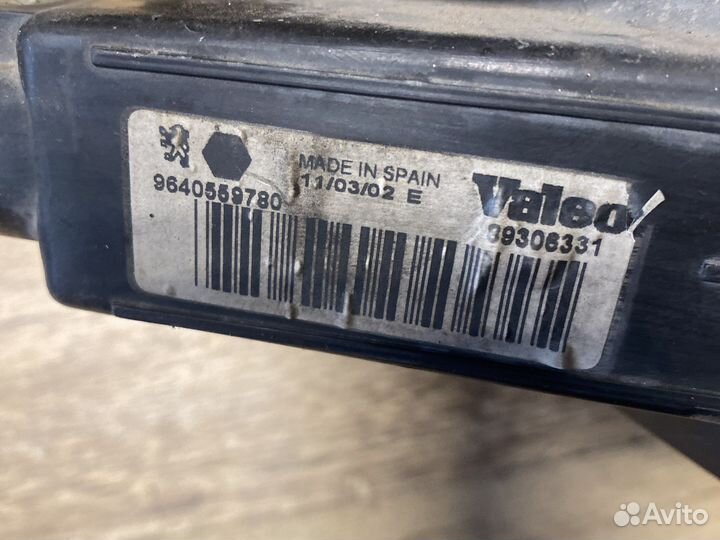 MADE IN SPAIN
9640559780
11/03/02 E
Valeo
99306331
Avito